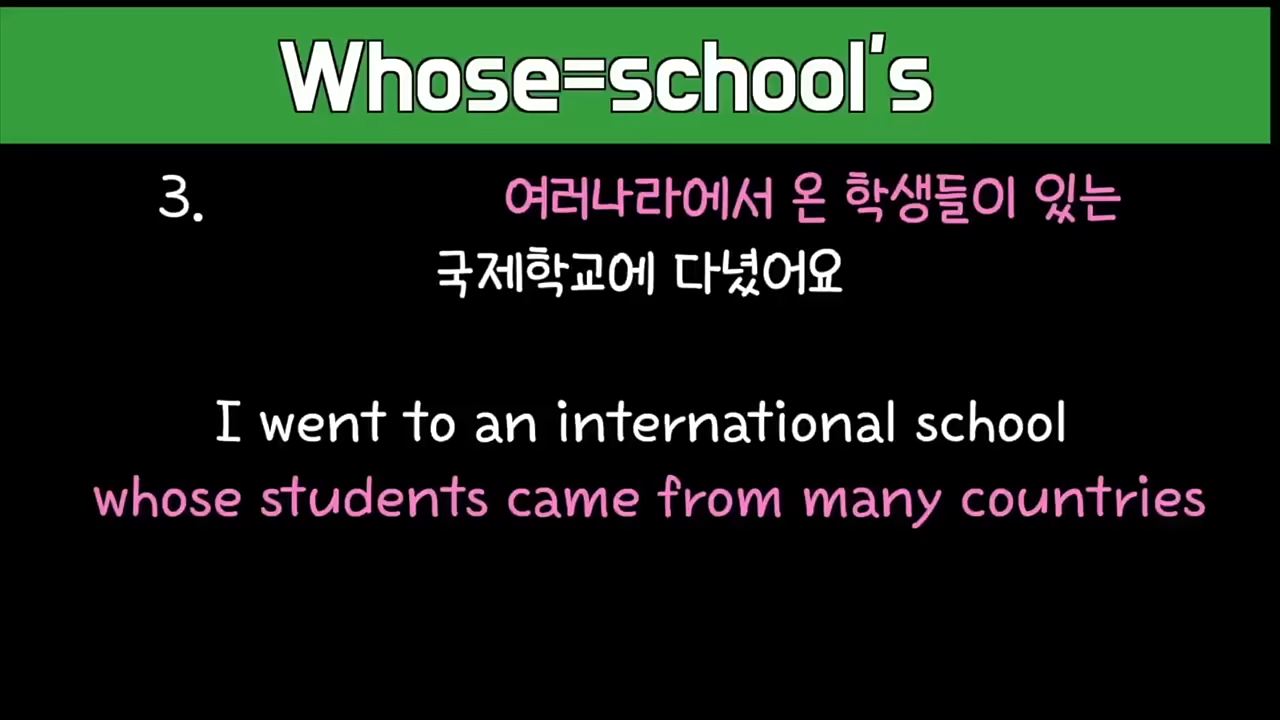 Whose=school's
3. 여러나라에서 온 학생들이 있는
국제학교에 다녔어요
I went to an international school
whose students came from many countries